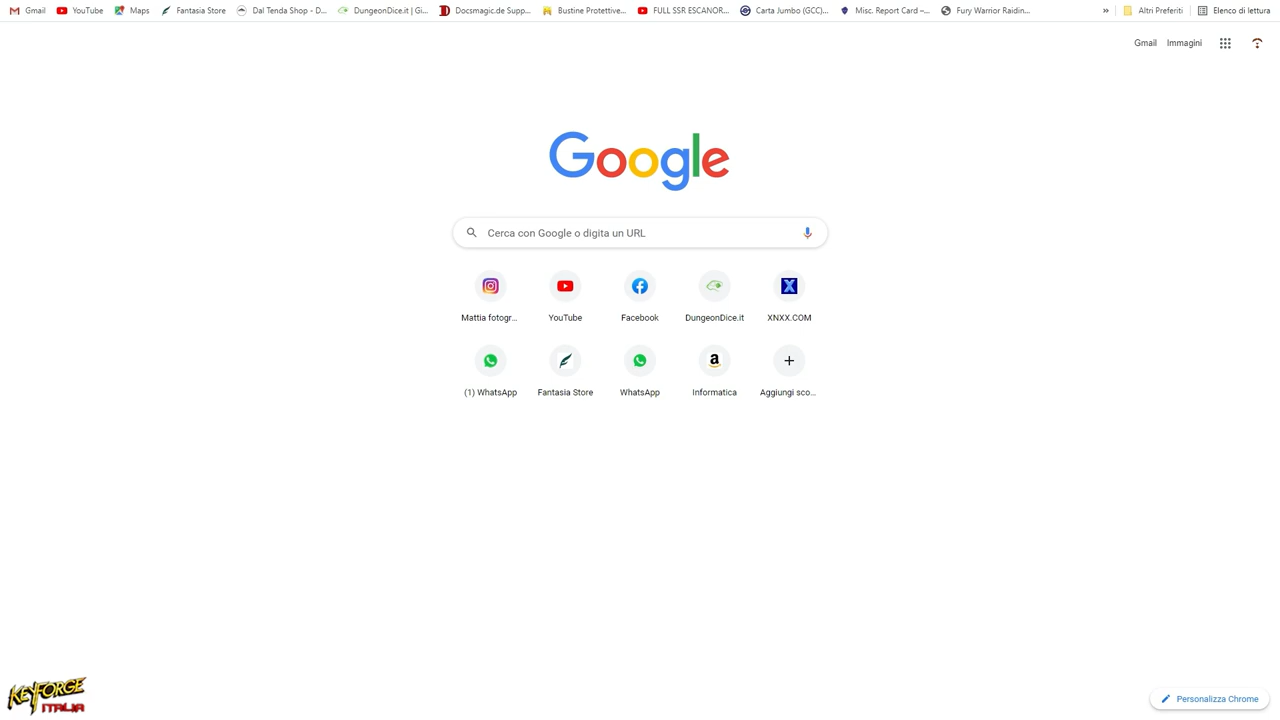 Gmail YouTube Maps Fantasia Store Dal Tenda Shop - D... DungeonDice.it | Gi... Docsmagic.de Supp... Bustine Protettive... FULL SSR ESCANOR... Carta Jumbo (GCC)... Misc. Report Card –... Fury Warrior Raidin... » Altri Preferiti Elenco di lettura
Gmail Immagini
Google
Cerca con Google o digita un URL
Mattia fotogr... YouTube Facebook DungeonDice.it XNXX.COM
(1) WhatsApp Fantasia Store WhatsApp Informatica Aggiungi sco...
KEYFORGE
ITALIA
Personalizza Chrome